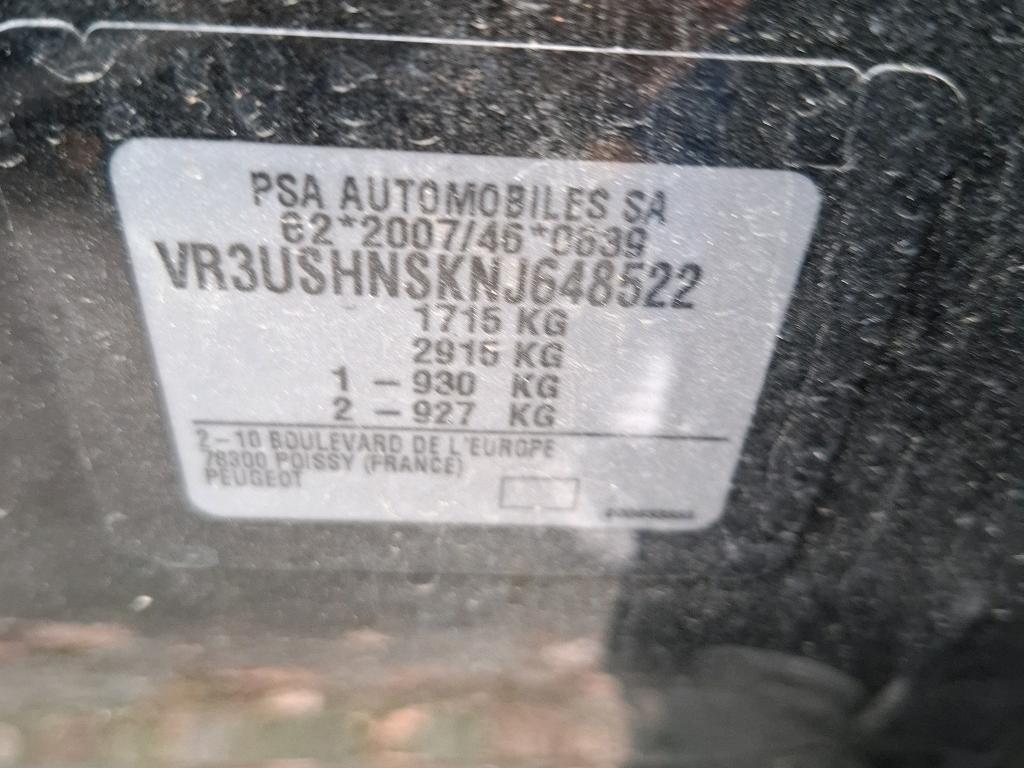 PSA AUTOMOBILES SA
e2*2007/46*0639
VR3USHNSKNJ648522
1715 KG
2915 KG
1 - 930 KG
2 - 927 KG
2-10 BOULEVARD DE L'EUROPE
78300 POISSY (FRANCE)
PEUGEOT